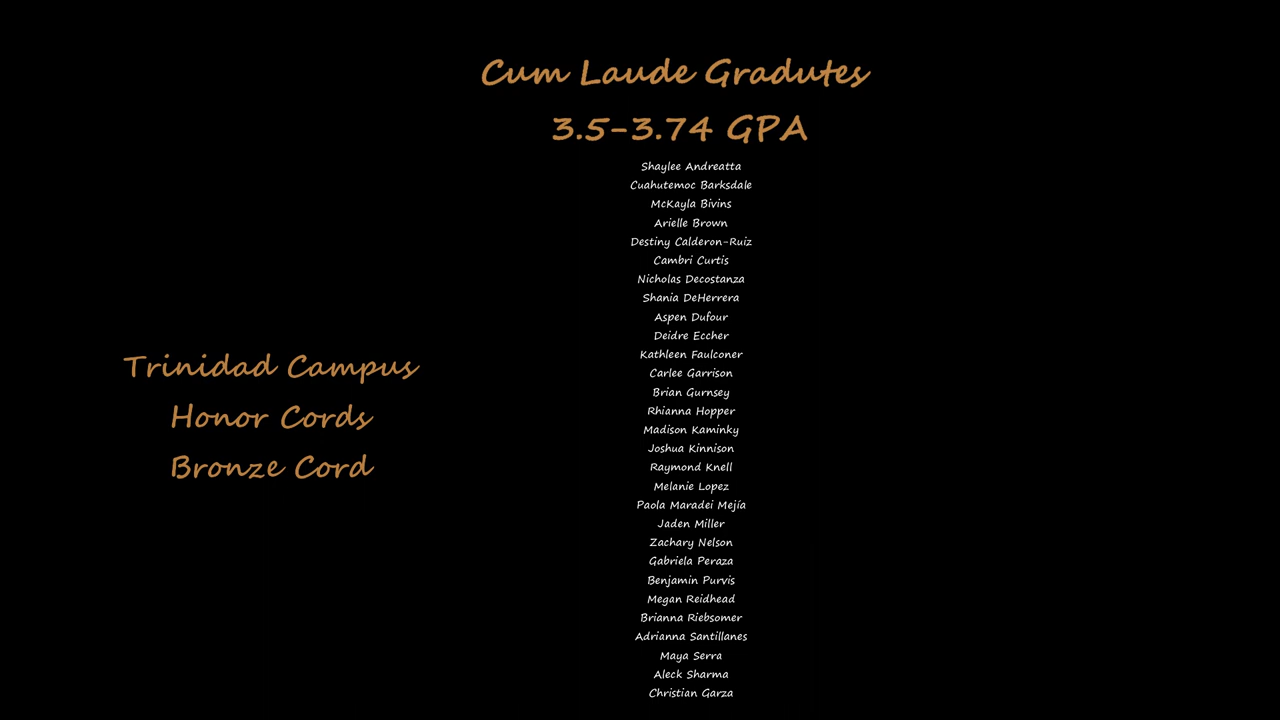 Cum Laude Gradutes
3.5-3.74 GPA
Shaylee Andreatta
Cuahutemoc Barksdale
McKayla Bivins
Arielle Brown
Destiny Calderon-Ruiz
Cambri Curtis
Nicholas Decostanza
Shania DeHerrera
Aspen Dufour
Deidre Eccher
Kathleen Faulconer
Carlee Garrison
Brian Gurnsey
Rhianna Hopper
Madison Kaminky
Joshua Kinnison
Raymond Knell
Melanie Lopez
Paola Maradei Mejía
Jaden Miller
Zachary Nelson
Gabriela Peraza
Benjamin Purvis
Megan Reidhead
Brianna Riebsomer
Adrianna Santillanes
Maya Serra
Aleck Sharma
Christian Garza
Trinidad Campus
Honor Cords
Bronze Cord